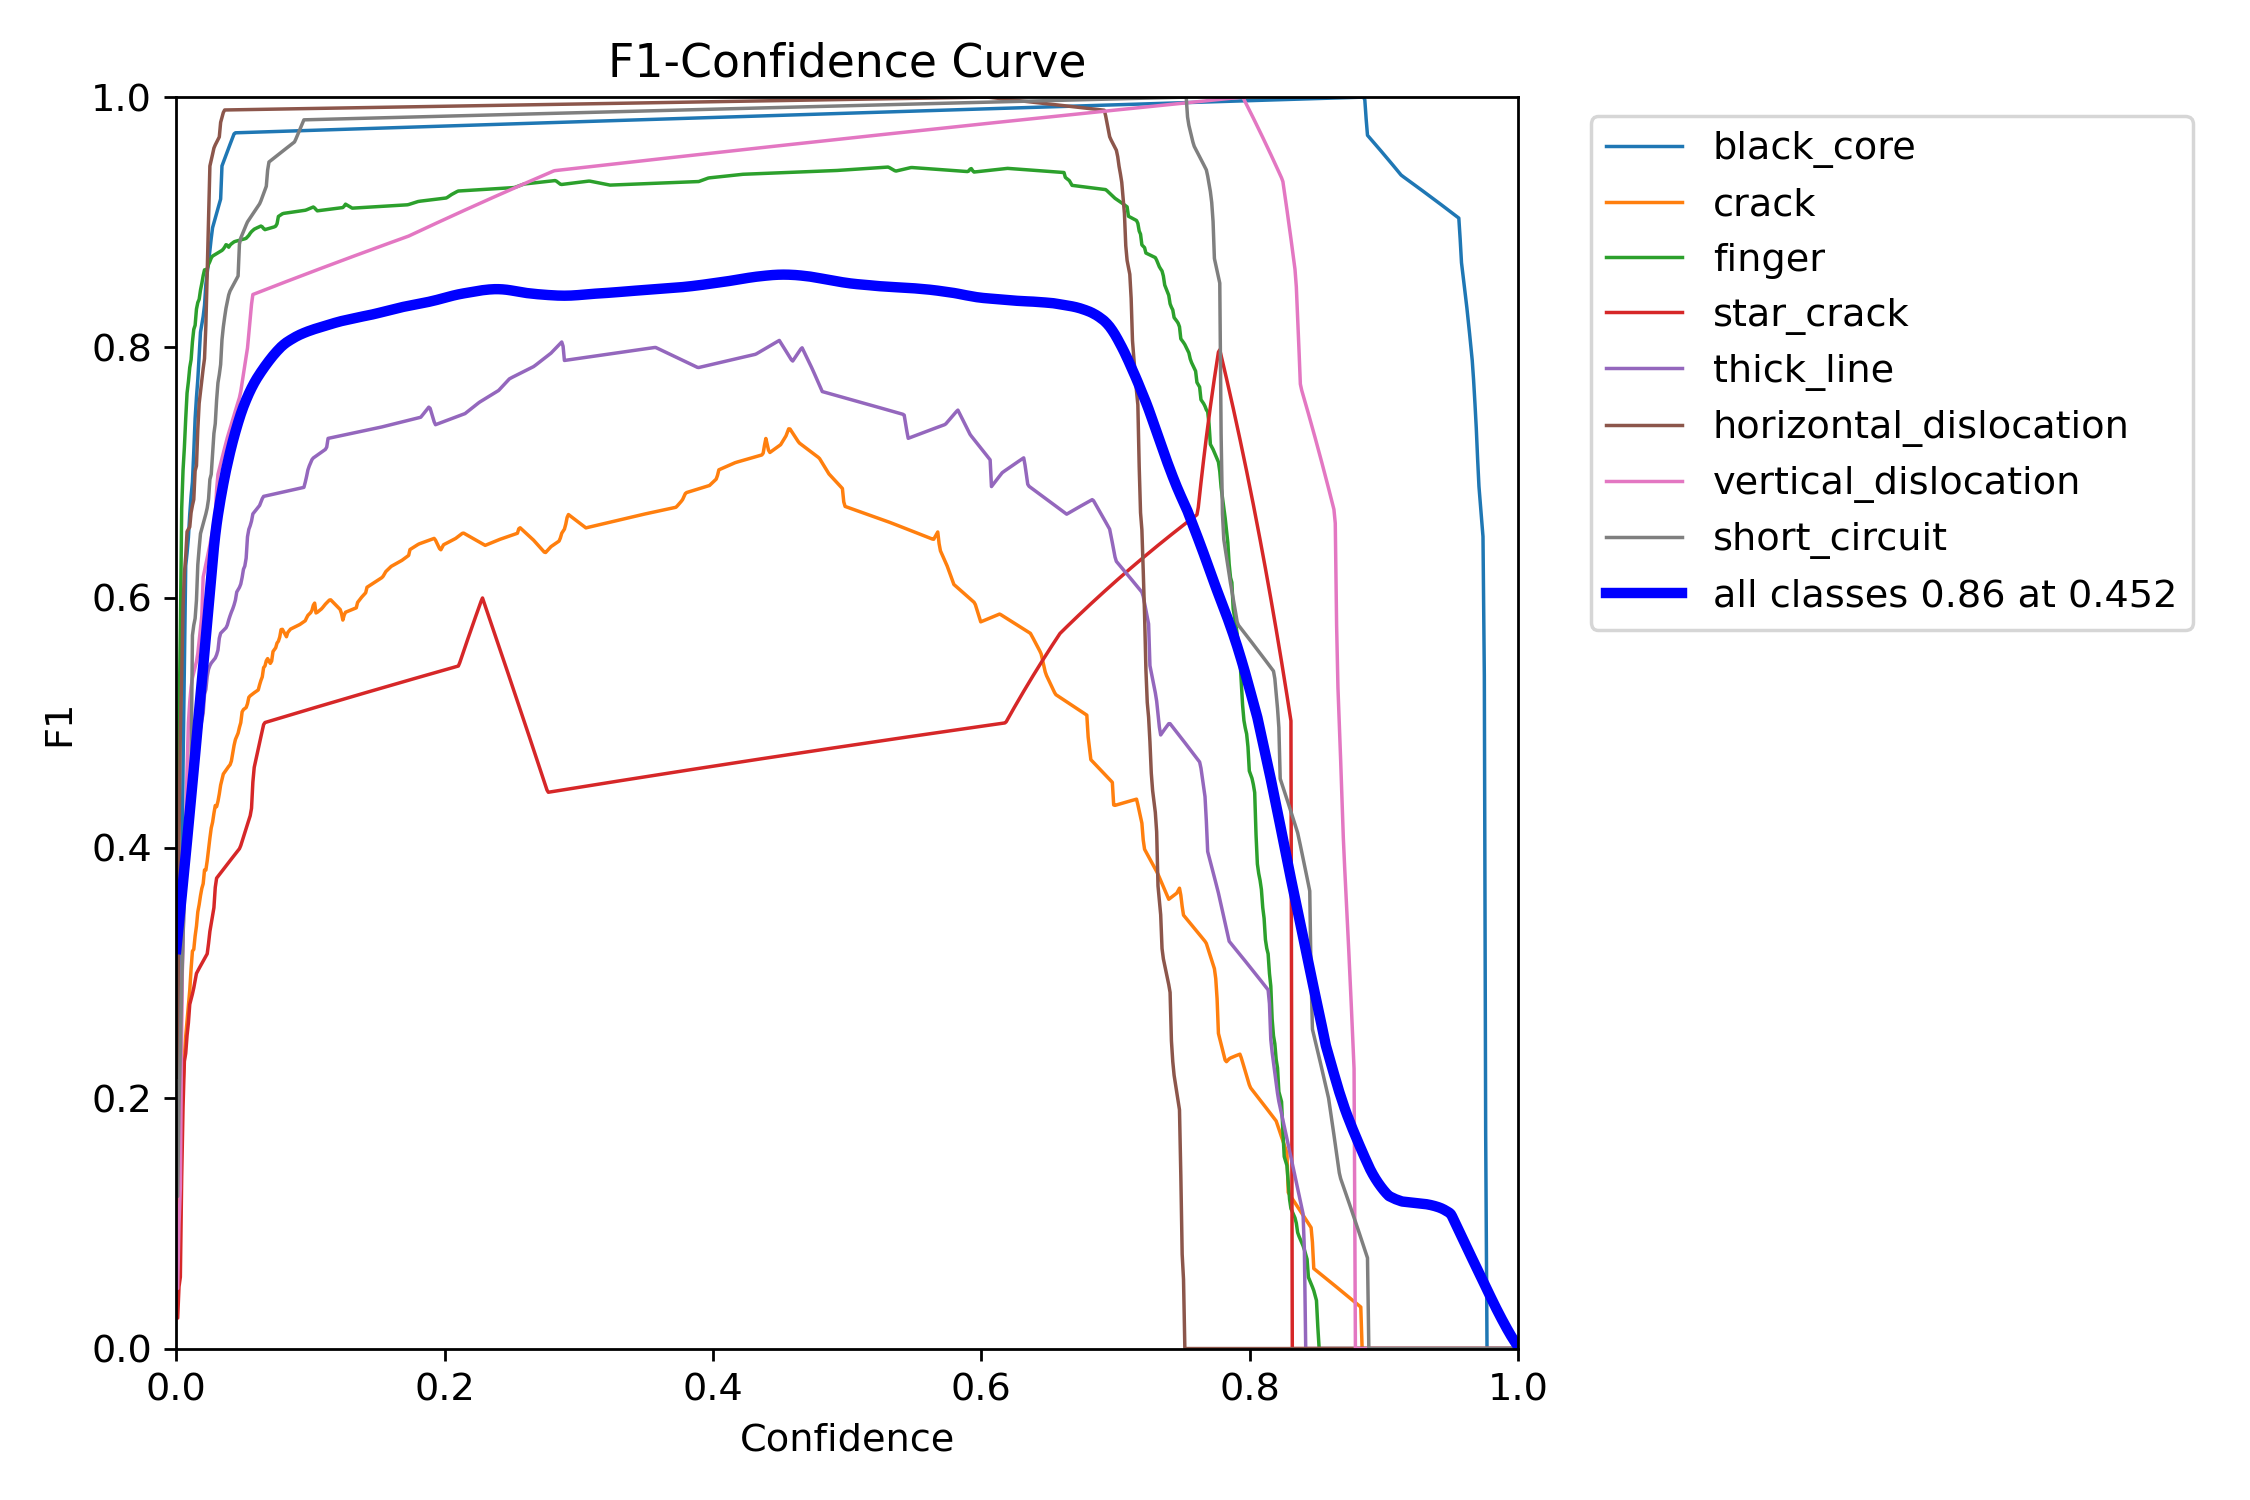 F1-Confidence Curve
1.0
0.8
0.6
0.4
0.2
0.0
F1
0.0 0.2 0.4 0.6 0.8 1.0
Confidence
black_core
crack
finger
star_crack
thick_line
horizontal_dislocation
vertical_dislocation
short_circuit
all classes 0.86 at 0.452